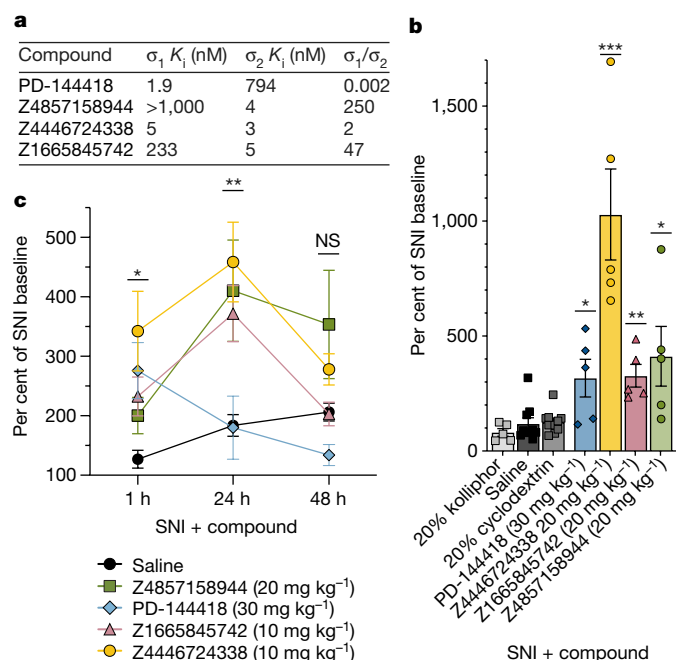 a
Compound σ1 Ki (nM) σ2 Ki (nM) σ1/σ2
PD-144418 1.9 794 0.002
Z4857158944 >1,000 4 250
Z4446724338 5 3 2
Z1665845742 233 5 47
b
Per cent of SNI baseline
1,500
1,000
500
0
***
*
**
*
20% kolliphor
Saline
20% cyclodextrin
PD-144418 (30 mg kg⁻¹)
Z4446724338 20 mg kg⁻¹)
Z1665845742 (20 mg kg⁻¹)
Z4857158944 (20 mg kg⁻¹)
SNI + compound
c
Per cent of SNI baseline
500
400
300
200
100
*
**
NS
1 h 24 h 48 h
SNI + compound
Saline
Z4857158944 (20 mg kg⁻¹)
PD-144418 (30 mg kg⁻¹)
Z1665845742 (10 mg kg⁻¹)
Z4446724338 (10 mg kg⁻¹)